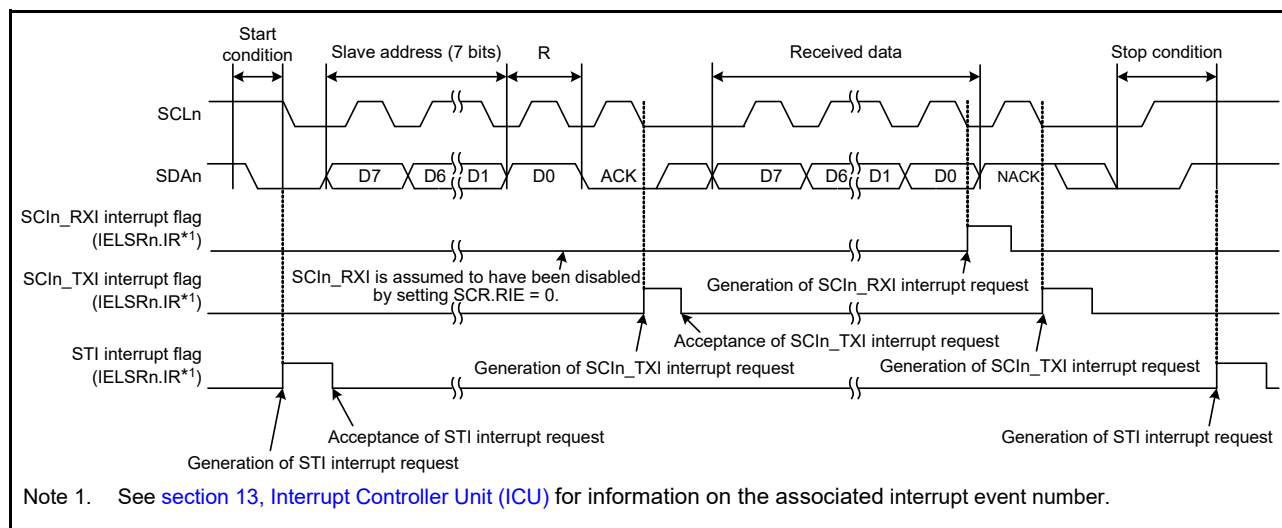 Start
condition
Slave address (7 bits)
R
Received data
Stop condition
SCLn
SDAn
D7
D6
D1
D0
ACK
D7
D6
D1
D0
NACK
SCIn_RXI interrupt flag
(IELSRn.IR*1)
SCIn_RXI is assumed to have been disabled
by setting SCR.RIE = 0.
Generation of SCIn_RXI interrupt request
SCIn_TXI interrupt flag
(IELSRn.IR*1)
Acceptance of SCIn_TXI interrupt request
Generation of SCIn_TXI interrupt request
Generation of SCIn_TXI interrupt request
STI interrupt flag
(IELSRn.IR*1)
Acceptance of STI interrupt request
Generation of STI interrupt request
Generation of STI interrupt request
Note 1. See section 13, Interrupt Controller Unit (ICU) for information on the associated interrupt event number.